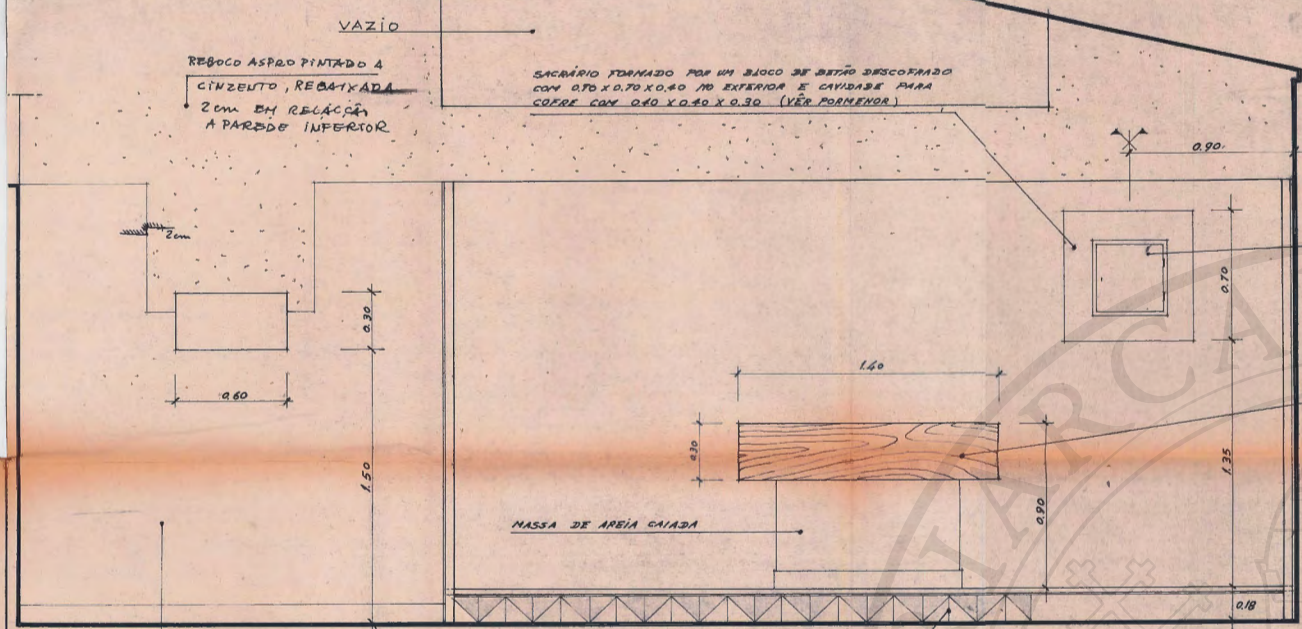 VAZIO
REBOCO ASPRO PINTADO A
CINZENTO, REBAIXADA
2cm EM RELACÇÃO
A PAREDE INFERIOR
SACRÁRIO FORMADO POR UM BLOCO DE BETÃO DESCOFRADO
COM 0.70 x 0.70 x 0.40 NO EXTERIOR E CAVIDADE PARA
COFRE COM 0.40 x 0.40 x 0.30 (VÊR PORMENOR)
0.90
2cm
0.70
0.30
1.40
0.60
0.30
1.50
0.90
1.35
MASSA DE AREIA CAIADA
0.18
IARCA